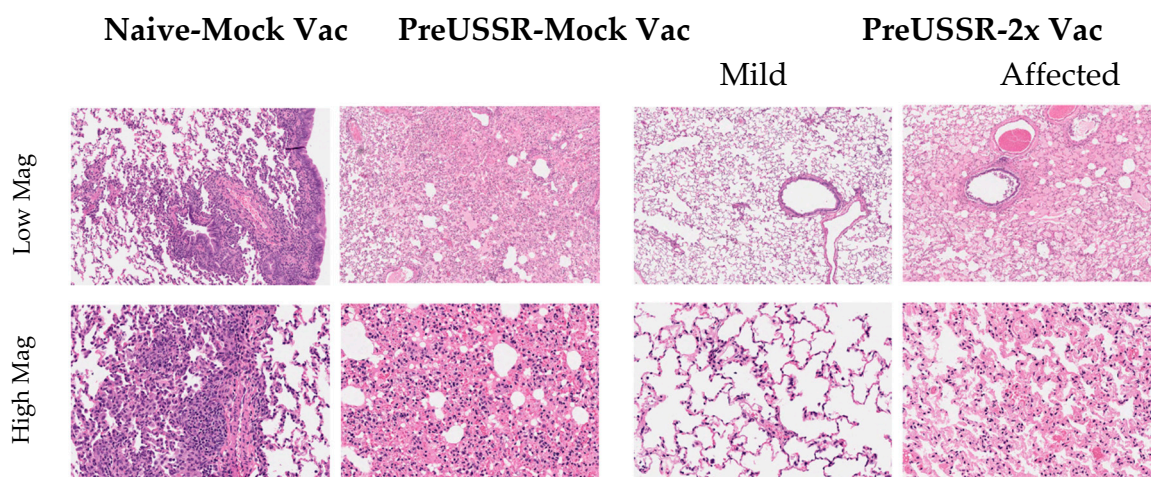 Naive-Mock Vac PreUSSR-Mock Vac PreUSSR-2x Vac
Mild Affected
Low Mag
High Mag